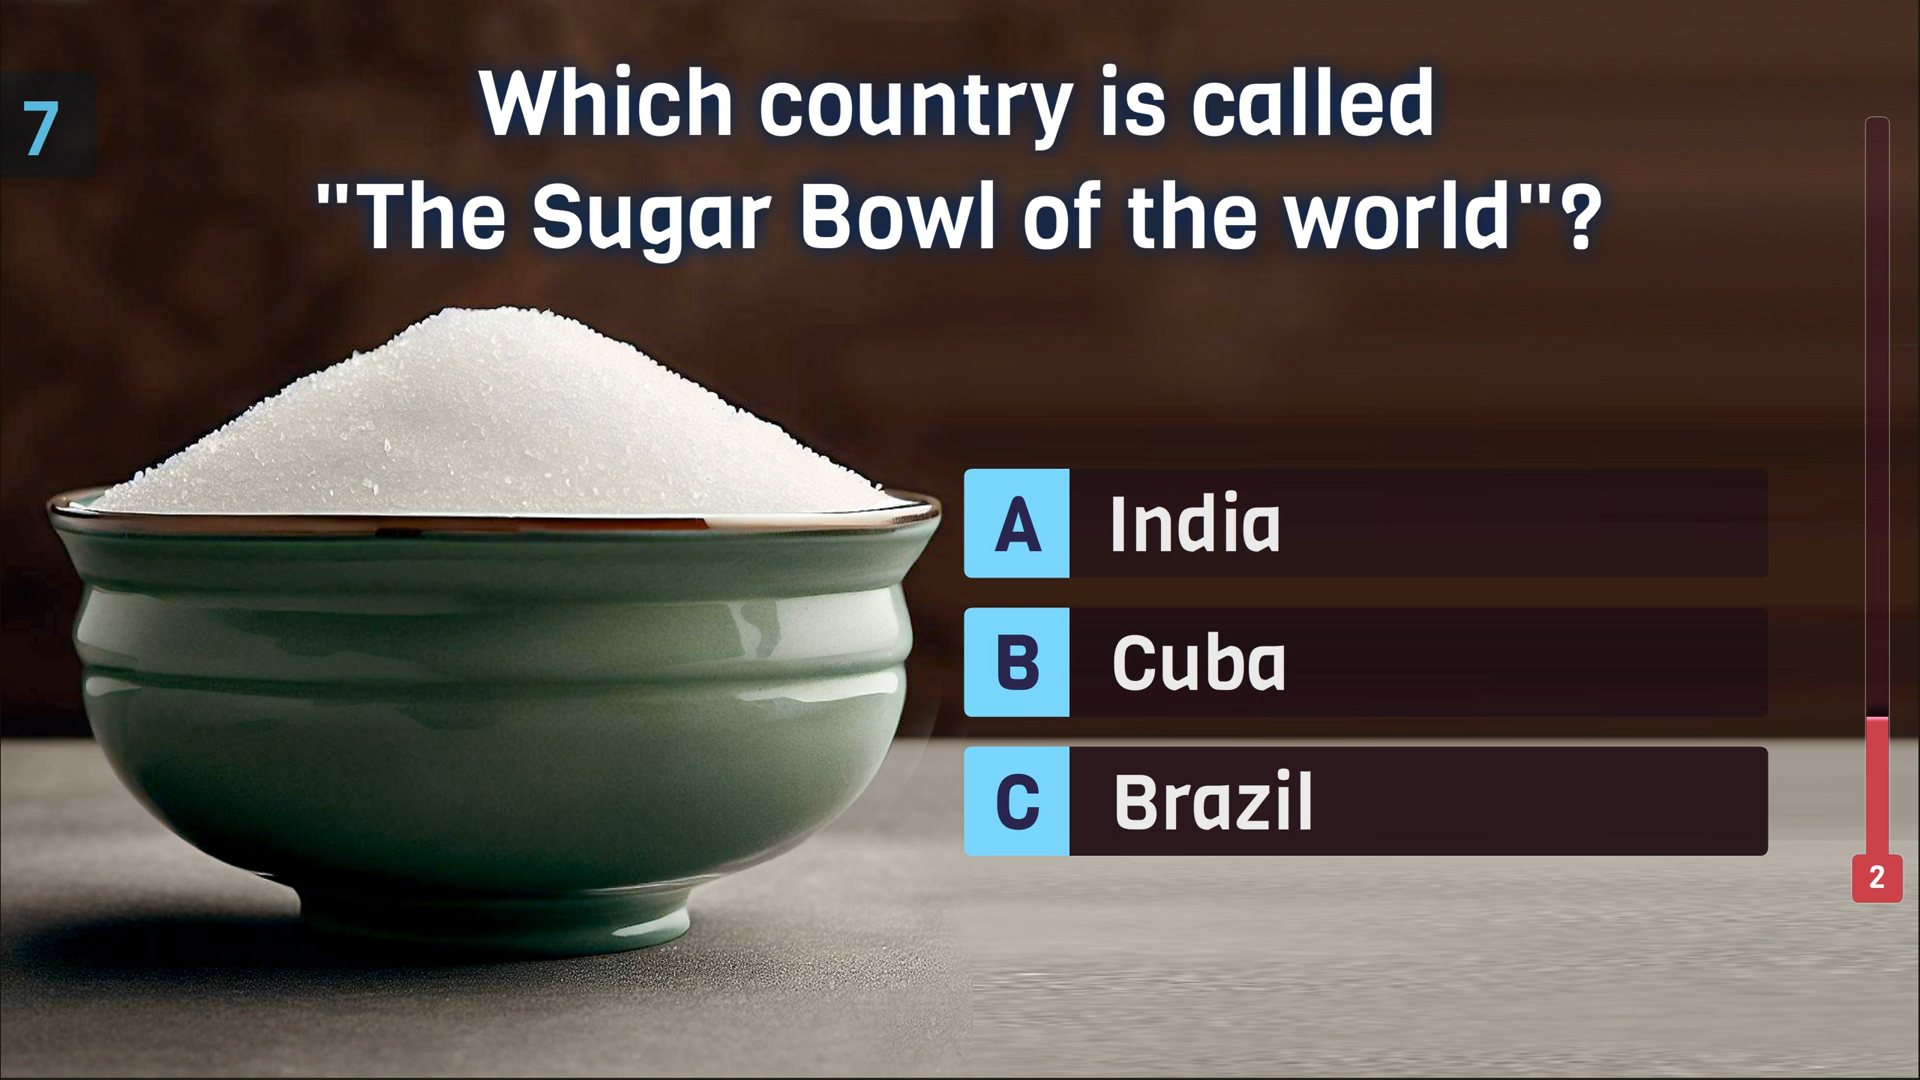 7
Which country is called
"The Sugar Bowl of the world"?
A India
B Cuba
C Brazil
2